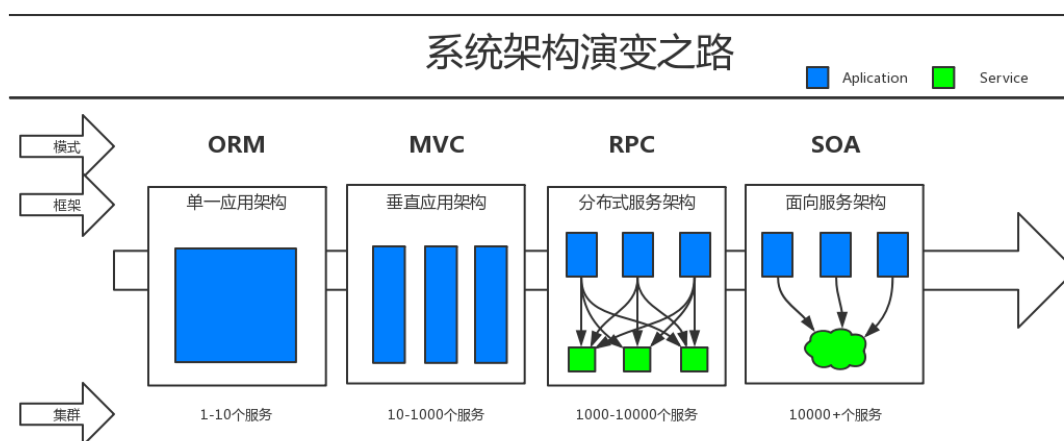 系统架构演变之路
Aplication
Service
模式
ORM
MVC
RPC
SOA
框架
单一应用架构
垂直应用架构
分布式服务架构
面向服务架构
集群
1-10个服务
10-1000个服务
1000-10000个服务
10000+个服务